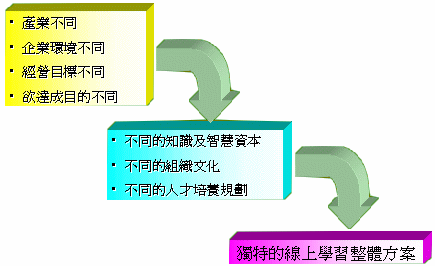 • 產業不同
• 企業環境不同
• 經營目標不同
• 欲達成目的不同
• 不同的知識及智慧資本
• 不同的組織文化
• 不同的人才培養規劃
獨特的線上學習整體方案